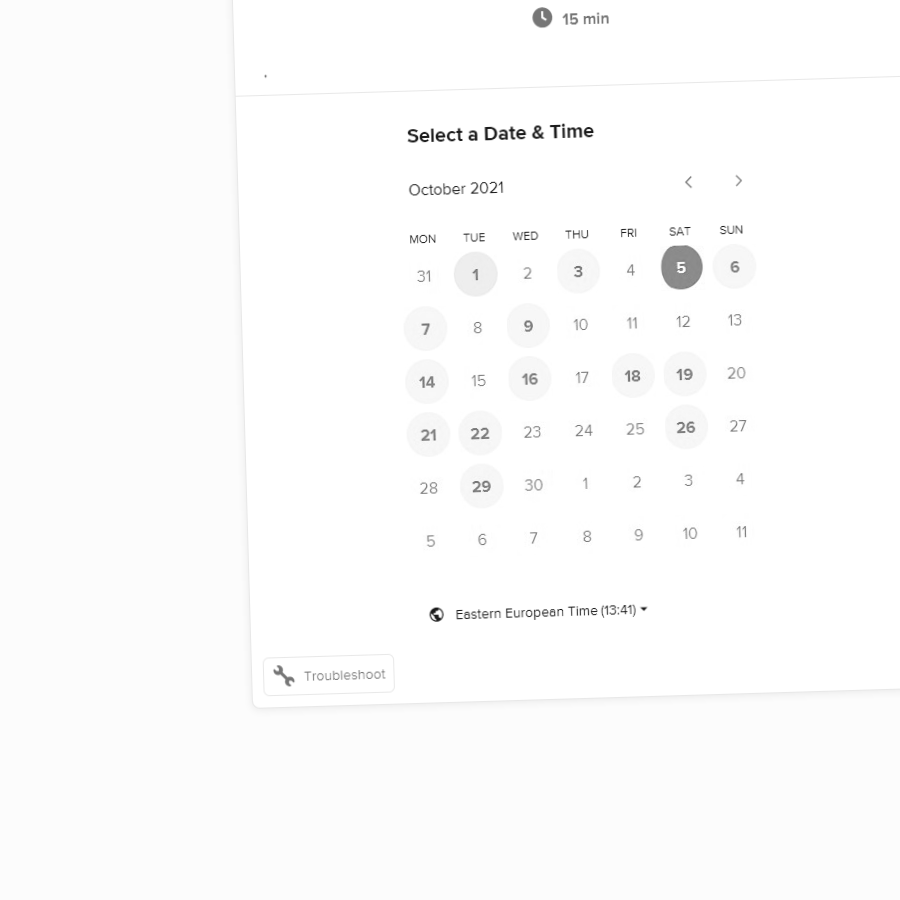 15 min
.
Select a Date & Time
October 2021
MON TUE WED THU FRI SAT SUN
31 1 2 3 4 5 6
7 8 9 10 11 12 13
14 15 16 17 18 19 20
21 22 23 24 25 26 27
28 29 30 1 2 3 4
5 6 7 8 9 10 11
Eastern European Time (13:41)
Troubleshoot